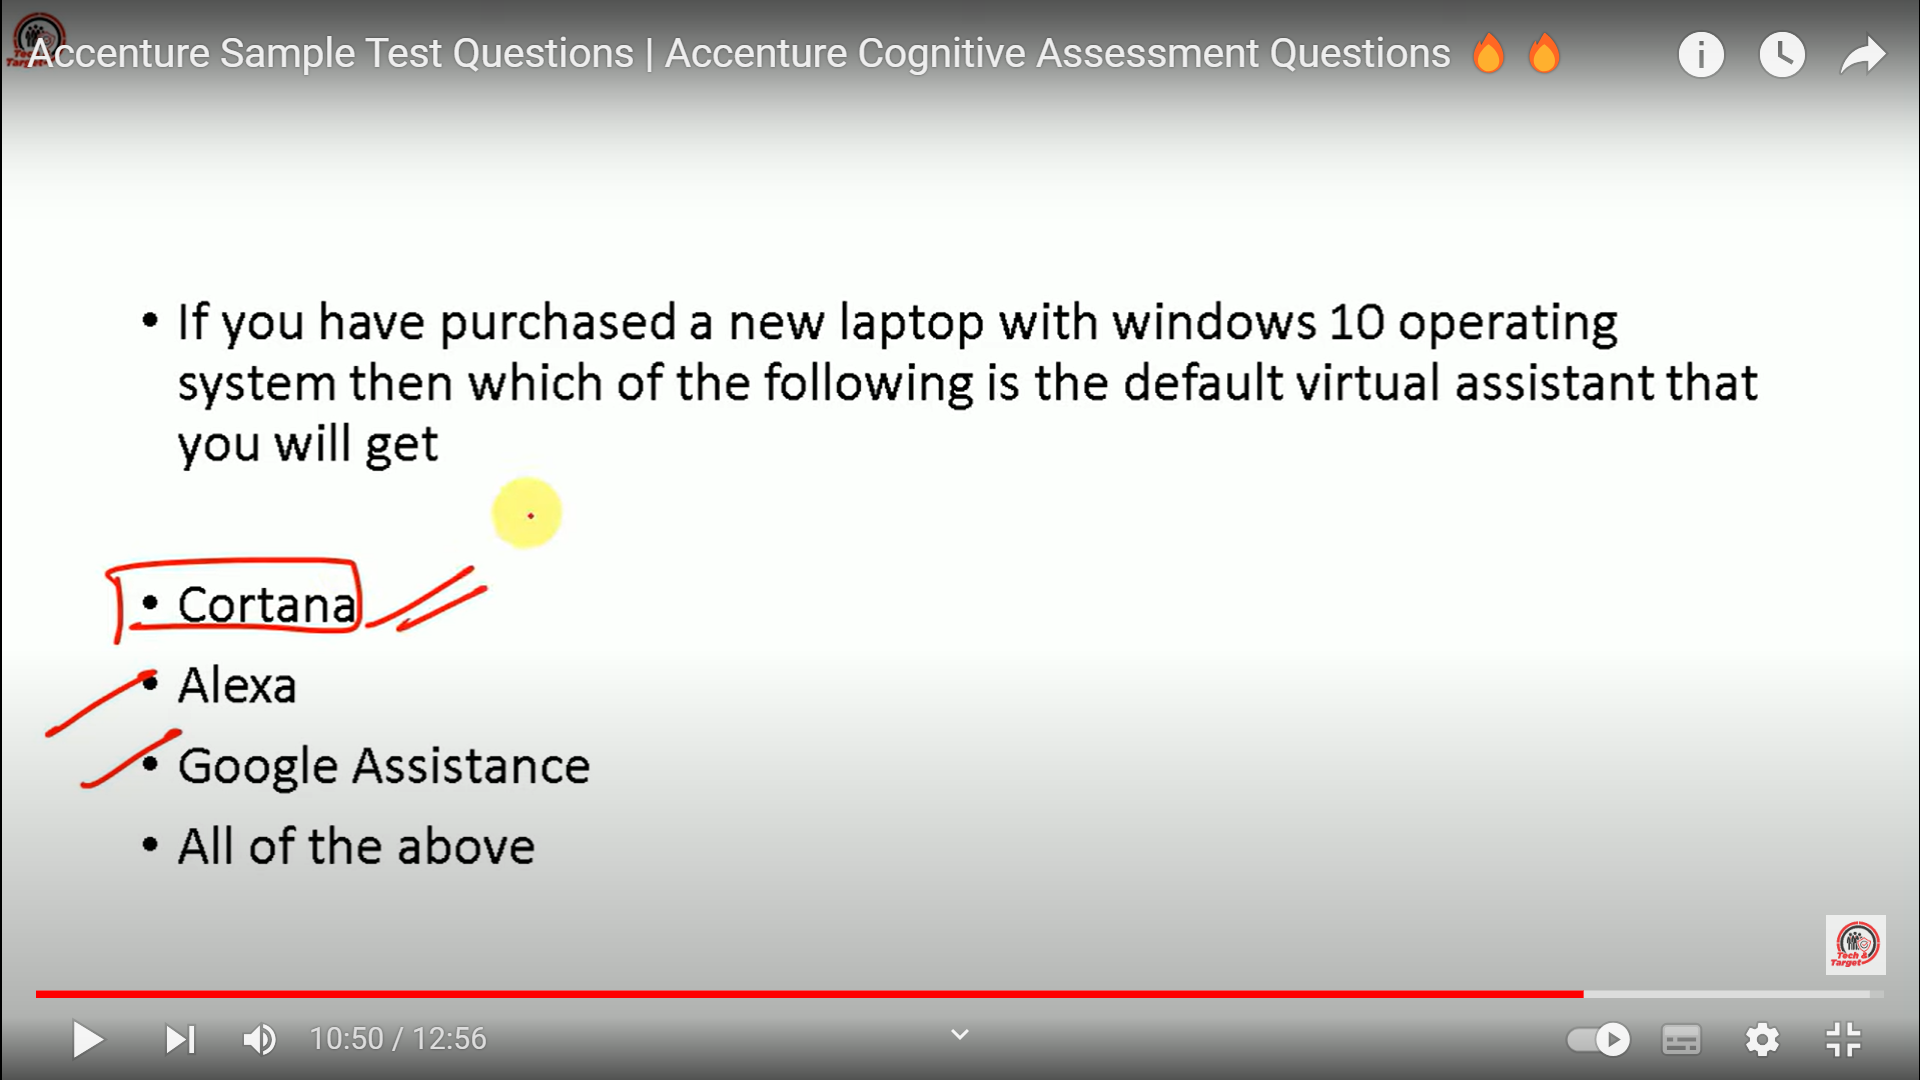 Accenture Sample Test Questions | Accenture Cognitive Assessment Questions 🔥 🔥
• If you have purchased a new laptop with windows 10 operating
system then which of the following is the default virtual assistant that
you will get
• Cortana
• Alexa
• Google Assistance
• All of the above
Tech &
Target
10:50 / 12:56